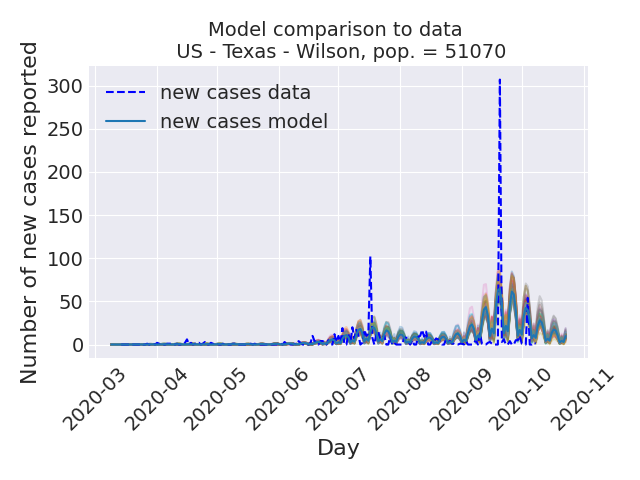 Model comparison to data
US - Texas - Wilson, pop. = 51070
Number of new cases reported
300
250
200
150
100
50
0
new cases data
new cases model
2020-03
2020-04
2020-05
2020-06
2020-07
2020-08
2020-09
2020-10
2020-11
Day